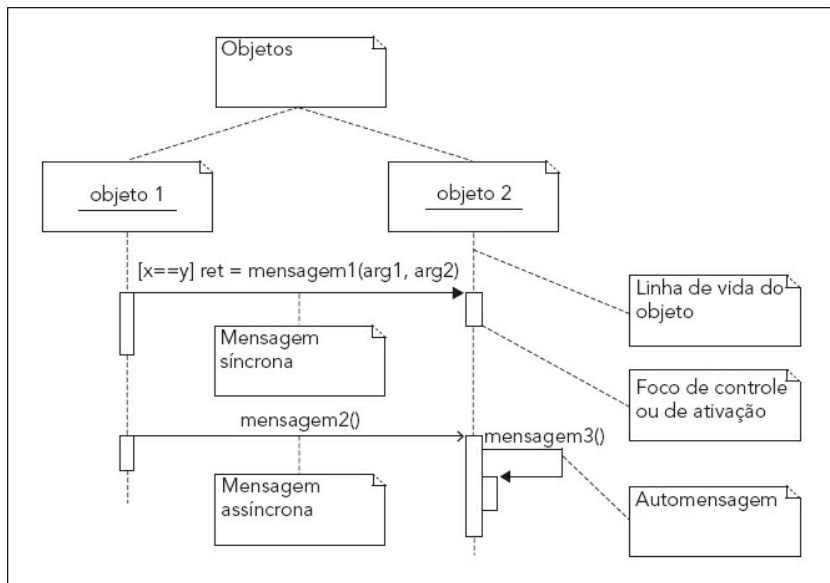 Objetos
objeto 1
objeto 2
[x==y] ret = mensagem1(arg1, arg2)
Linha de vida do
objeto
Mensagem
síncrona
Foco de controle
ou de ativação
mensagem2()
mensagem3()
Mensagem
assíncrona
Automensagem